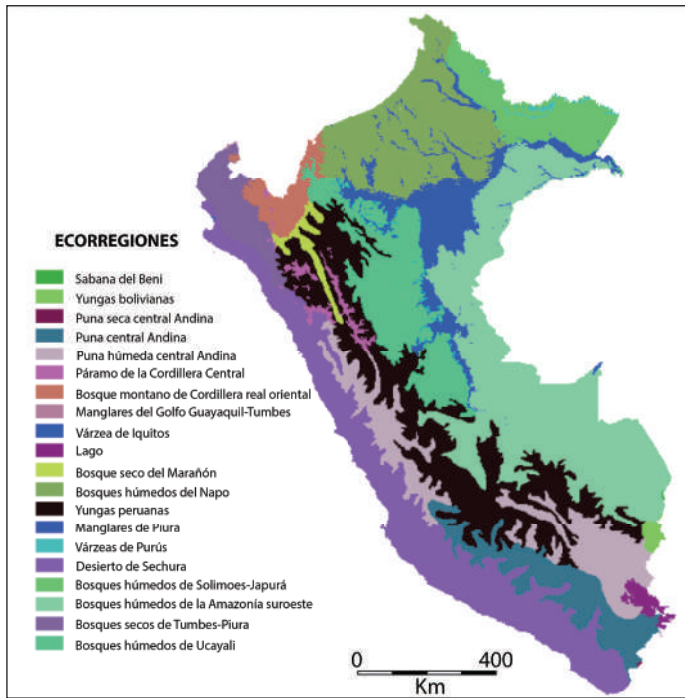 ECORREGIONES
Sabana del Beni
Yungas bolivianas
Puna seca central Andina
Puna central Andina
Puna húmeda central Andina
Páramo de la Cordillera Central
Bosque montano de Cordillera real oriental
Manglares del Golfo Guayaquil-Tumbes
Várzea de Iquitos
Lago
Bosque seco del Marañón
Bosques húmedos del Napo
Yungas peruanas
Manglares de Piura
Várzeas de Purús
Desierto de Sechura
Bosques húmedos de Solimoes-Japurá
Bosques húmedos de la Amazonía suroeste
Bosques secos de Tumbes-Piura
Bosques húmedos de Ucayali
0 400
Km